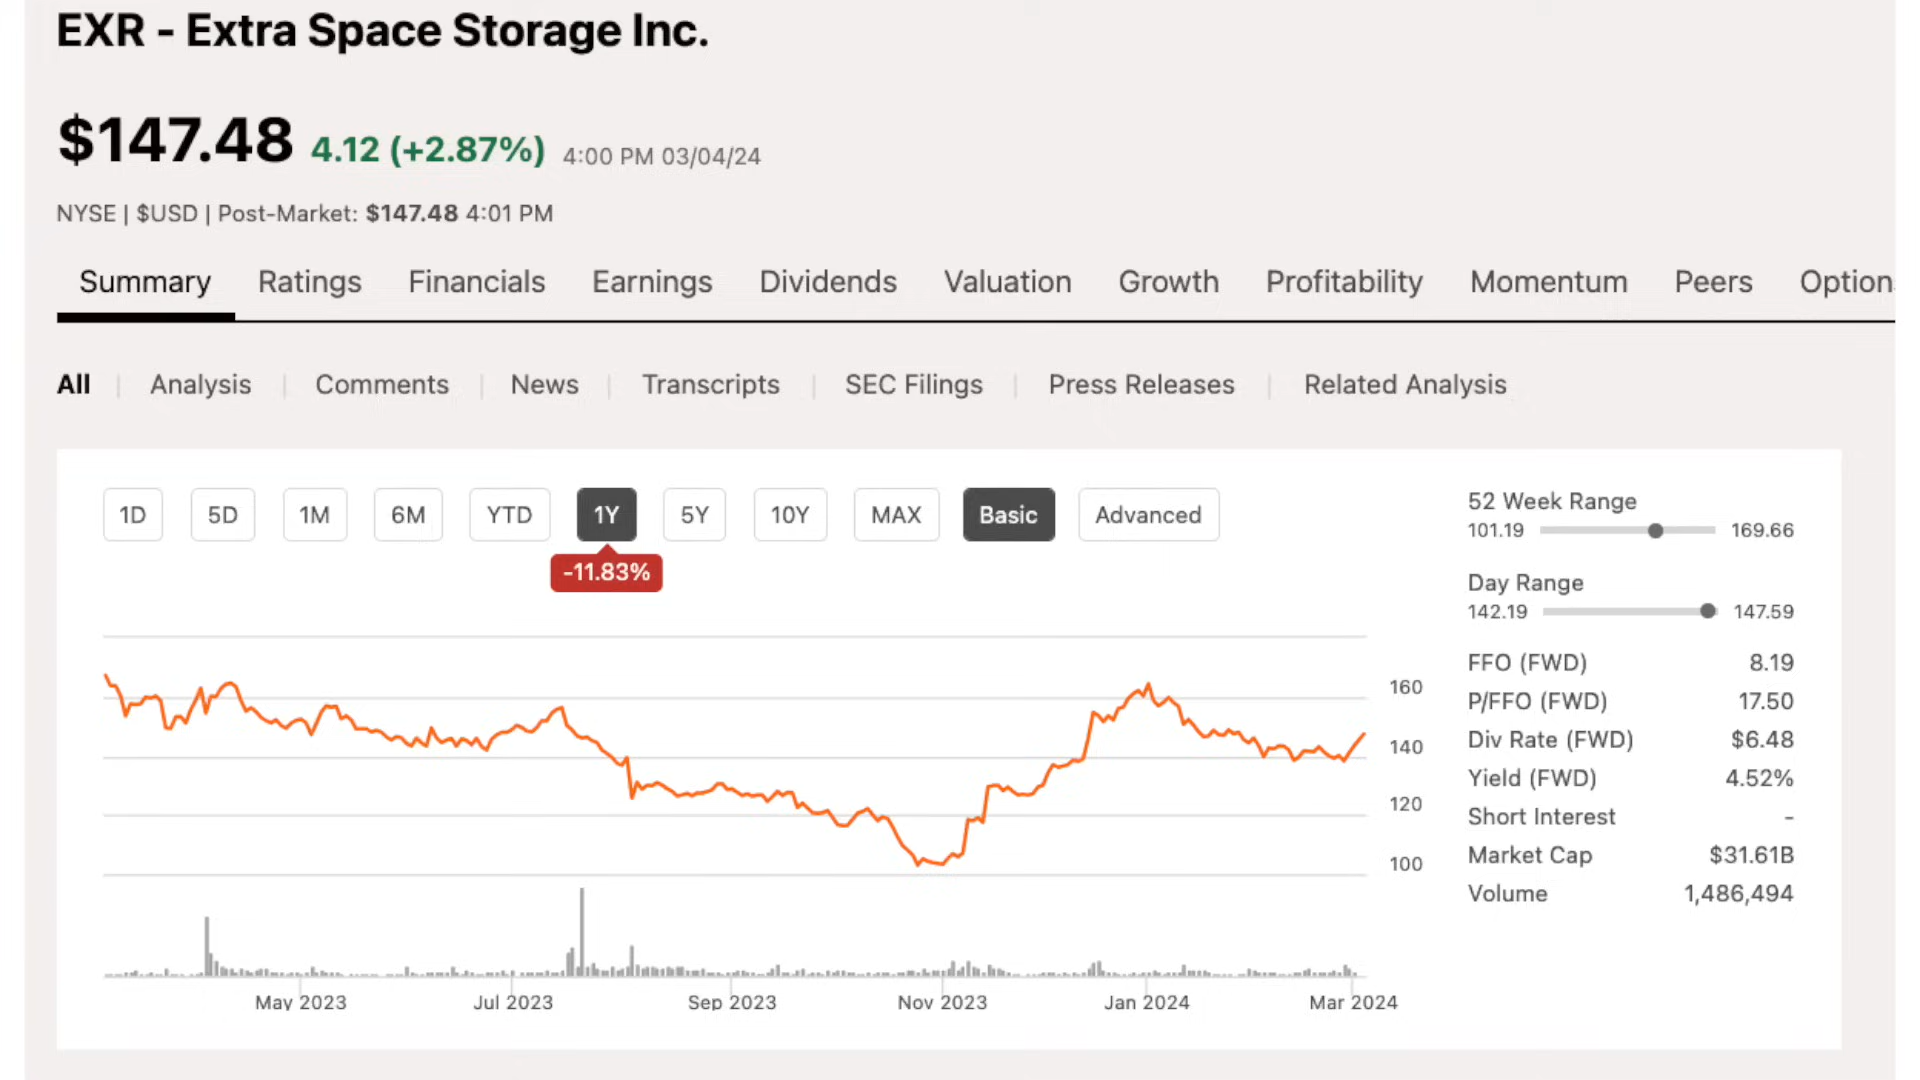 EXR - Extra Space Storage Inc.
$147.48 4.12 (+2.87%) 4:00 PM 03/04/24
NYSE | $USD | Post-Market: $147.48 4:01 PM
Summary Ratings Financials Earnings Dividends Valuation Growth Profitability Momentum Peers Option
All | Analysis | Comments | News | Transcripts | SEC Filings | Press Releases | Related Analysis
1D 5D 1M 6M YTD 1Y 5Y 10Y MAX Basic Advanced
-11.83%
160
140
120
100
May 2023 Jul 2023 Sep 2023 Nov 2023 Jan 2024 Mar 2024
52 Week Range
101.19 169.66
Day Range
142.19 147.59
FFO (FWD) 8.19
P/FFO (FWD) 17.50
Div Rate (FWD) $6.48
Yield (FWD) 4.52%
Short Interest -
Market Cap $31.61B
Volume 1,486,494